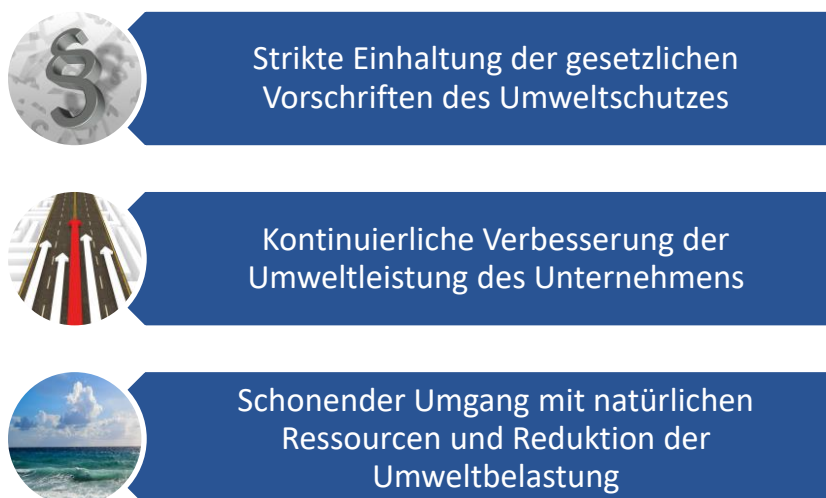 Strikte Einhaltung der gesetzlichen
Vorschriften des Umweltschutzes
Kontinuierliche Verbesserung der
Umweltleistung des Unternehmens
Schonender Umgang mit natürlichen
Ressourcen und Reduktion der
Umweltbelastung